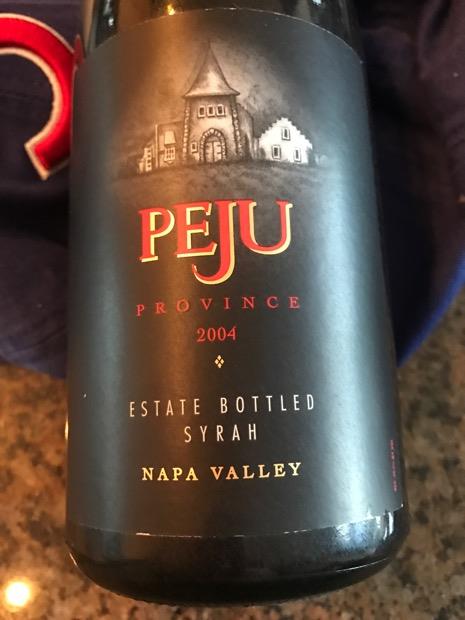 PEJU
PROVINCE
2004
ESTATE BOTTLED
SYRAH
NAPA VALLEY